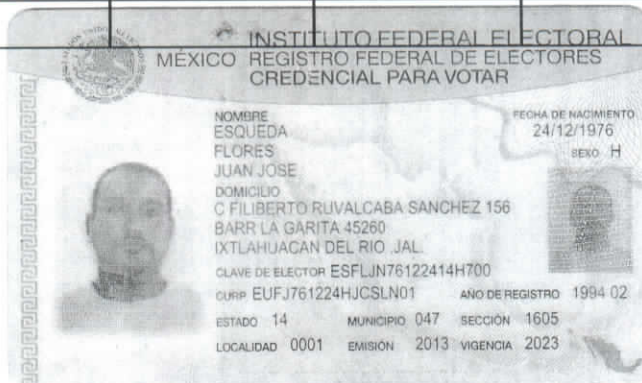 INSTITUTO FEDERAL ELECTORAL
MÉXICO REGISTRO FEDERAL DE ELECTORES
CREDENCIAL PARA VOTAR
NOMBRE
ESQUEDA
FLORES
JUAN JOSE
FECHA DE NACIMIENTO
24/12/1976
SEXO H
DOMICILIO
C FILIBERTO RUVALCABA SANCHEZ 156
BARR LA GARITA 45260
IXTLAHUACAN DEL RIO ,JAL.
CLAVE DE ELECTOR ESFLJN76122414H700
CURP EUFJ761224HJCSLN01 AÑO DE REGISTRO 1994 02
ESTADO 14 MUNICIPIO 047 SECCIÓN 1605
LOCALIDAD 0001 EMISIÓN 2013 VIGENCIA 2023